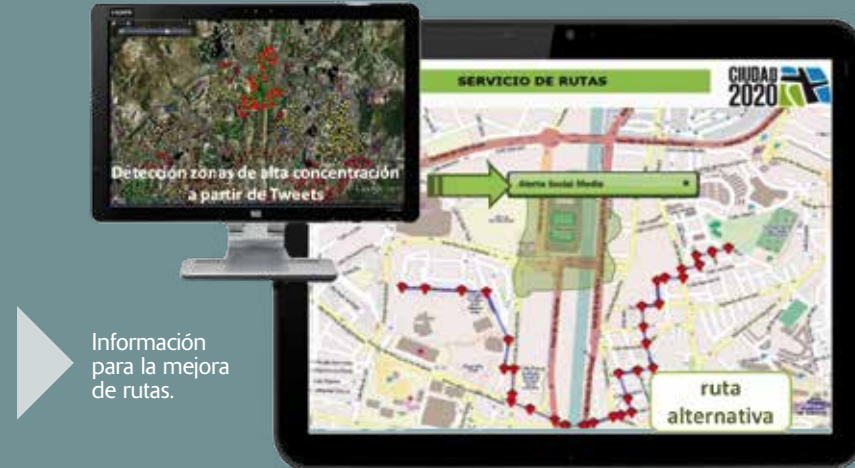 Detección zonas de alta concentración
a partir de Tweets
SERVICIO DE RUTAS
CIUDAD
2020
Alerta Social Media
Información
para la mejora
de rutas.
ruta
alternativa